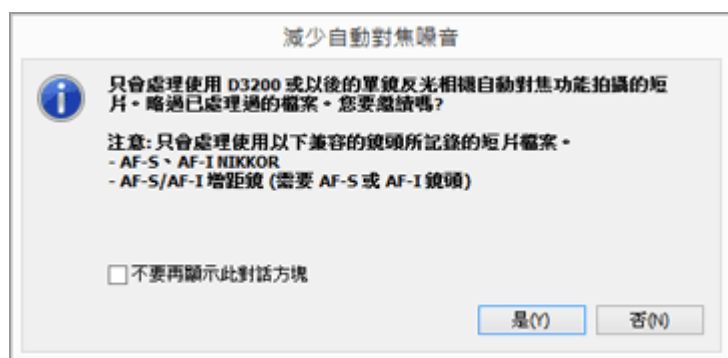 減少自動對焦噪音
只會處理使用 D3200 或以後的單鏡反光相機自動對焦功能拍攝的短
片。略過已處理過的檔案。您要繼續嗎?
注意: 只會處理使用以下兼容的鏡頭所記錄的短片檔案。
- AF-S、AF-I NIKKOR
- AF-S/AF-I 增距鏡 (需要 AF-S 或 AF-I 鏡頭)
不要再顯示此對話方塊
是(Y)
否(N)